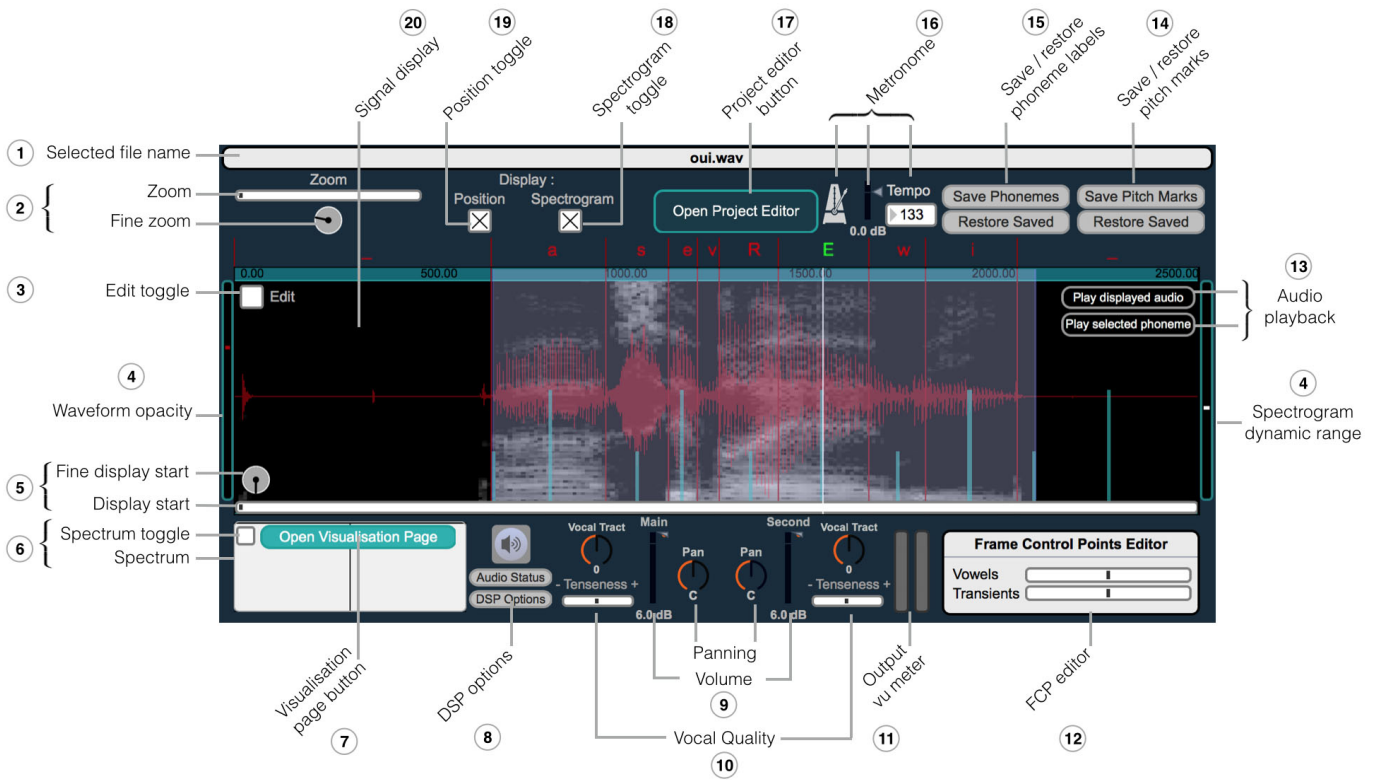 20
19
18
17
16
15
14
Signal display
Position toggle
Spectrogram
toggle
Project editor
button
Metronome
Save / restore
phoneme labels
Save / restore
pitch marks
1 Selected file name
oui.wav
2
Zoom
Fine zoom
Zoom
Display :
Position
Spectrogram
Open Project Editor
0.0 dB
Tempo
133
Save Phonemes
Restore Saved
Save Pitch Marks
Restore Saved
_ a s e v R E w i _
0.00 500.00 1000.00 1500.00 2000.00 2500.00
3 Edit toggle
Edit
Play displayed audio
Play selected phoneme
13
Audio
playback
4
Waveform opacity
4
Spectrogram
dynamic range
5
Fine display start
Display start
6
Spectrum toggle
Spectrum
Open Visualisation Page
Audio Status
DSP Options
Vocal Tract
0
- Tenseness +
Main
6.0 dB
Pan
C
Pan
C
Second
6.0 dB
Vocal Tract
0
- Tenseness +
Frame Control Points Editor
Vowels
Transients
Visualisation
page button
7
DSP options
8
Panning
Volume
9
Vocal Quality
10
Output
vu meter
11
FCP editor
12